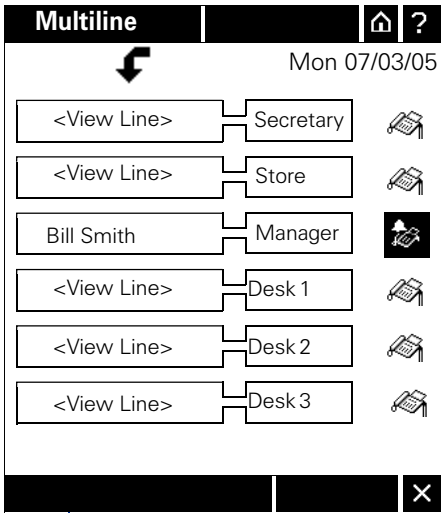 Multiline ?
Mon 07/03/05
<View Line> Secretary
<View Line> Store
Bill Smith Manager
<View Line> Desk 1
<View Line> Desk 2
<View Line> Desk 3